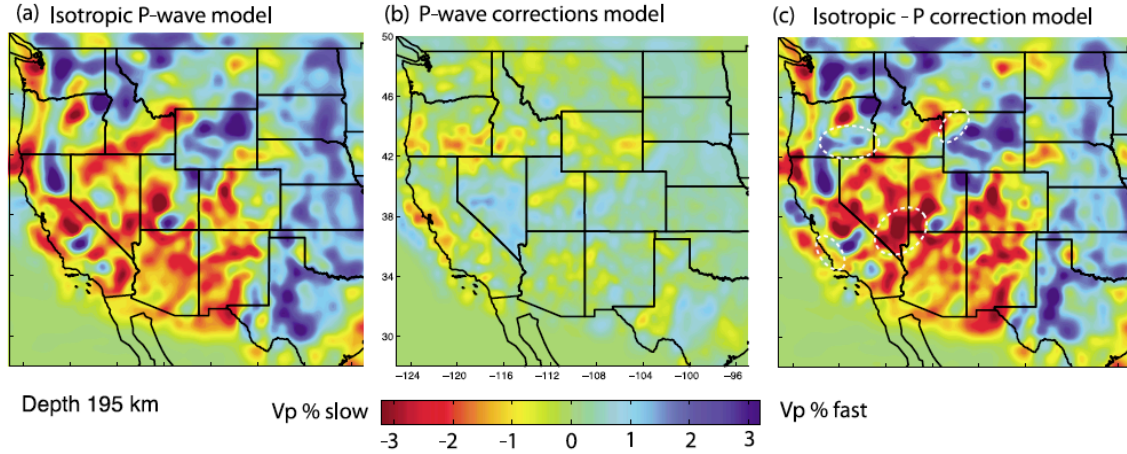 (a) Isotropic P-wave model
(b) P-wave corrections model
(c) Isotropic - P correction model
50
46
42
38
34
30
−124 −120 −116 −112 −108 −104 −100 −96
Depth 195 km
Vp % slow
Vp % fast
−3 −2 −1 0 1 2 3